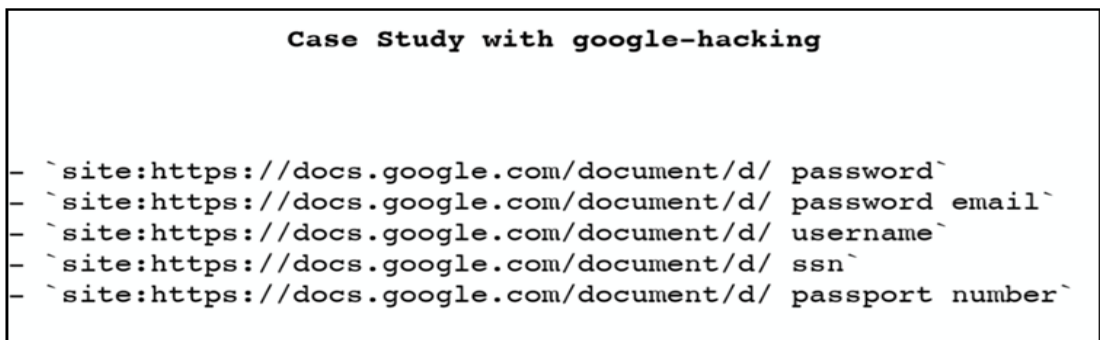 Case Study with google-hacking
- `site:https://docs.google.com/document/d/ password`
- `site:https://docs.google.com/document/d/ password email`
- `site:https://docs.google.com/document/d/ username`
- `site:https://docs.google.com/document/d/ ssn`
- `site:https://docs.google.com/document/d/ passport number`